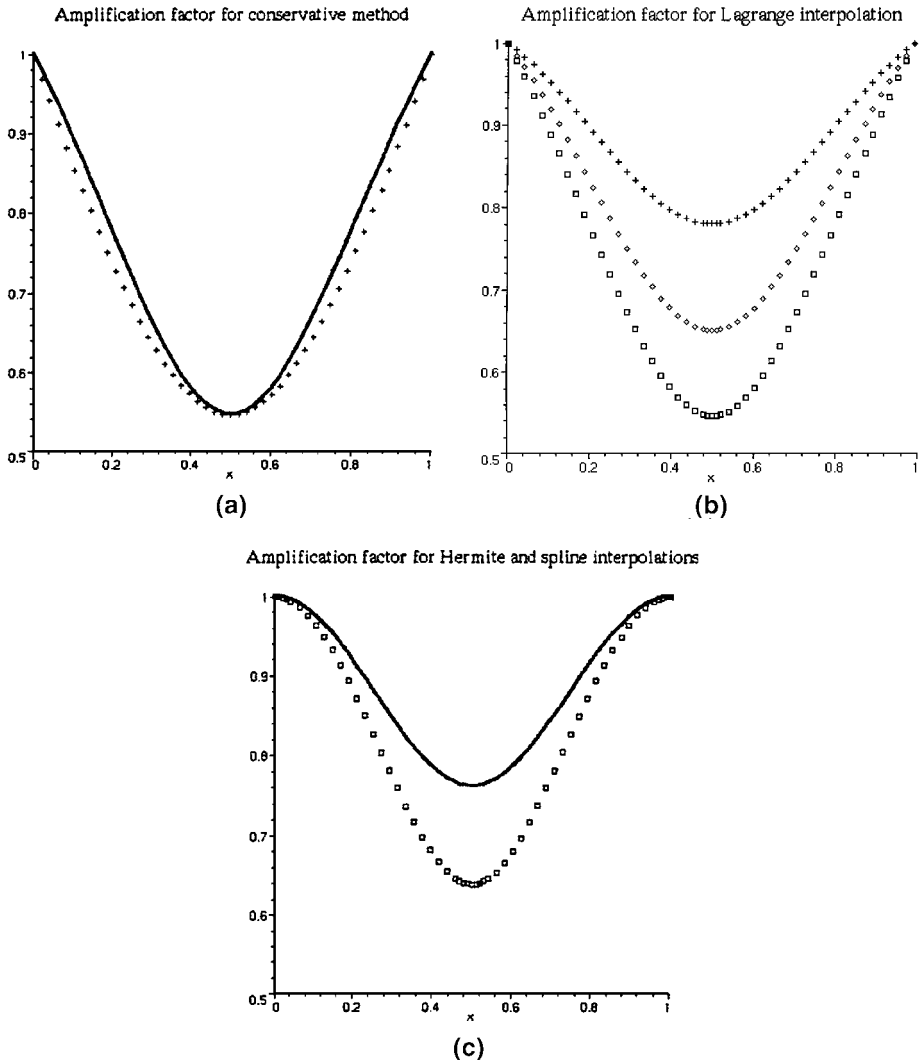 Amplification factor for conservative method
1
0.9
0.8
0.7
0.6
0.5
0 0.2 0.4 0.6 0.8 1
x
(a)
Amplification factor for Lagrange interpolation
1
0.9
0.8
0.7
0.6
0.5
0 0.2 0.4 0.6 0.8 1
x
(b)
Amplification factor for Hermite and spline interpolations
1
0.9
0.8
0.7
0.6
0.5
0 0.2 0.4 0.6 0.8 1
x
(c)